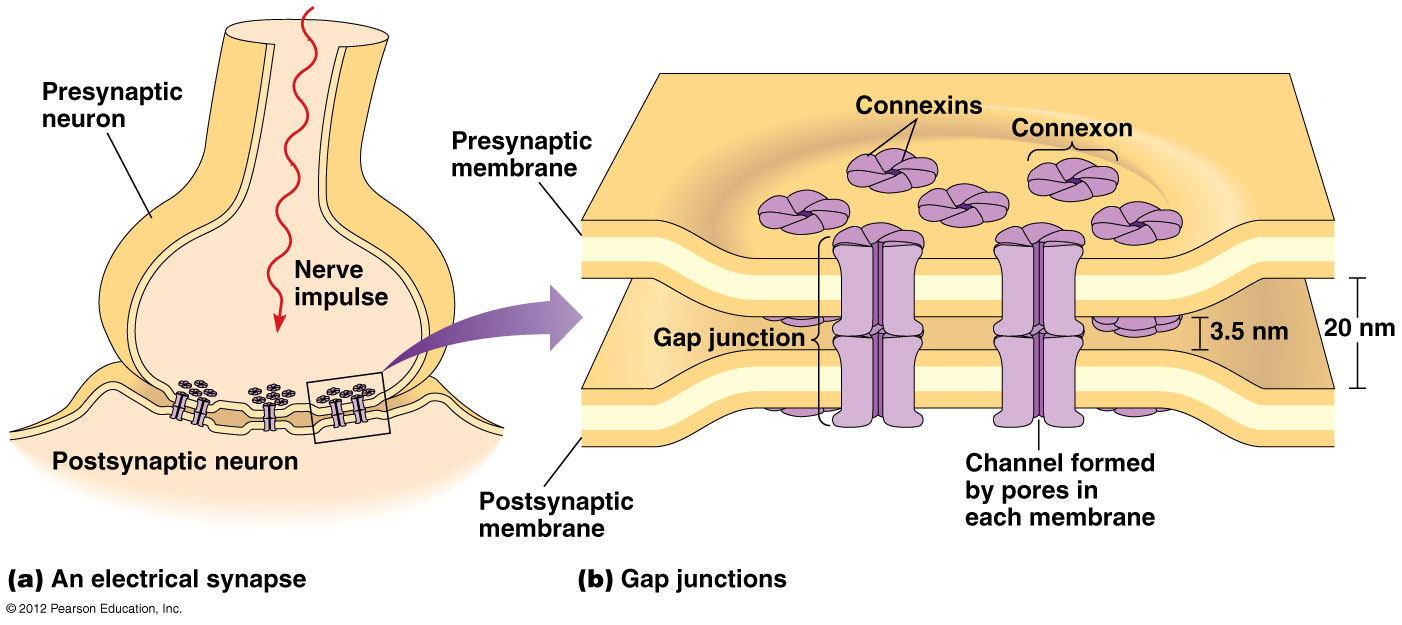 Presynaptic
neuron
Nerve
impulse
Postsynaptic neuron
(a) An electrical synapse
© 2012 Pearson Education, Inc.
Presynaptic
membrane
Connexins
Connexon
Gap junction
3.5 nm
20 nm
Postsynaptic
membrane
Channel formed
by pores in
each membrane
(b) Gap junctions